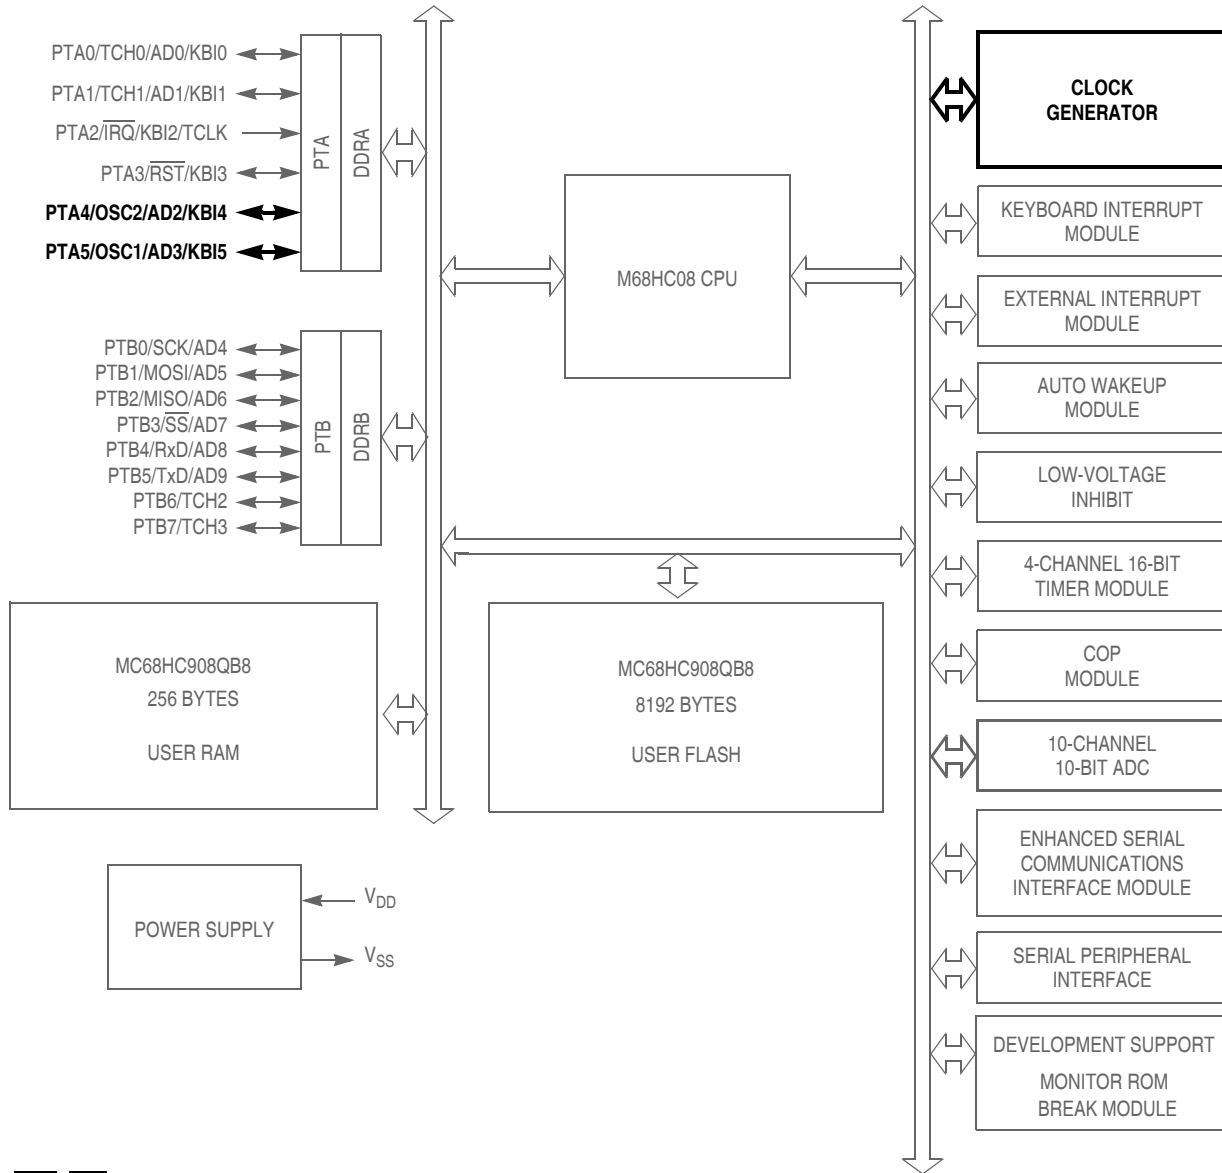 PTA0/TCH0/AD0/KBI0
PTA1/TCH1/AD1/KBI1
PTA2/I̅R̅Q̅/KBI2/TCLK
PTA3/R̅S̅T̅/KBI3
PTA4/OSC2/AD2/KBI4
PTA5/OSC1/AD3/KBI5
PTA
DDRA
PTB0/SCK/AD4
PTB1/MOSI/AD5
PTB2/MISO/AD6
PTB3/S̅S̅/AD7
PTB4/RxD/AD8
PTB5/TxD/AD9
PTB6/TCH2
PTB7/TCH3
PTB
DDRB
M68HC08 CPU
MC68HC908QB8
256 BYTES
USER RAM
MC68HC908QB8
8192 BYTES
USER FLASH
POWER SUPPLY
VDD
VSS
CLOCK
GENERATOR
KEYBOARD INTERRUPT
MODULE
EXTERNAL INTERRUPT
MODULE
AUTO WAKEUP
MODULE
LOW-VOLTAGE
INHIBIT
4-CHANNEL 16-BIT
TIMER MODULE
COP
MODULE
10-CHANNEL
10-BIT ADC
ENHANCED SERIAL
COMMUNICATIONS
INTERFACE MODULE
SERIAL PERIPHERAL
INTERFACE
DEVELOPMENT SUPPORT
MONITOR ROM
BREAK MODULE